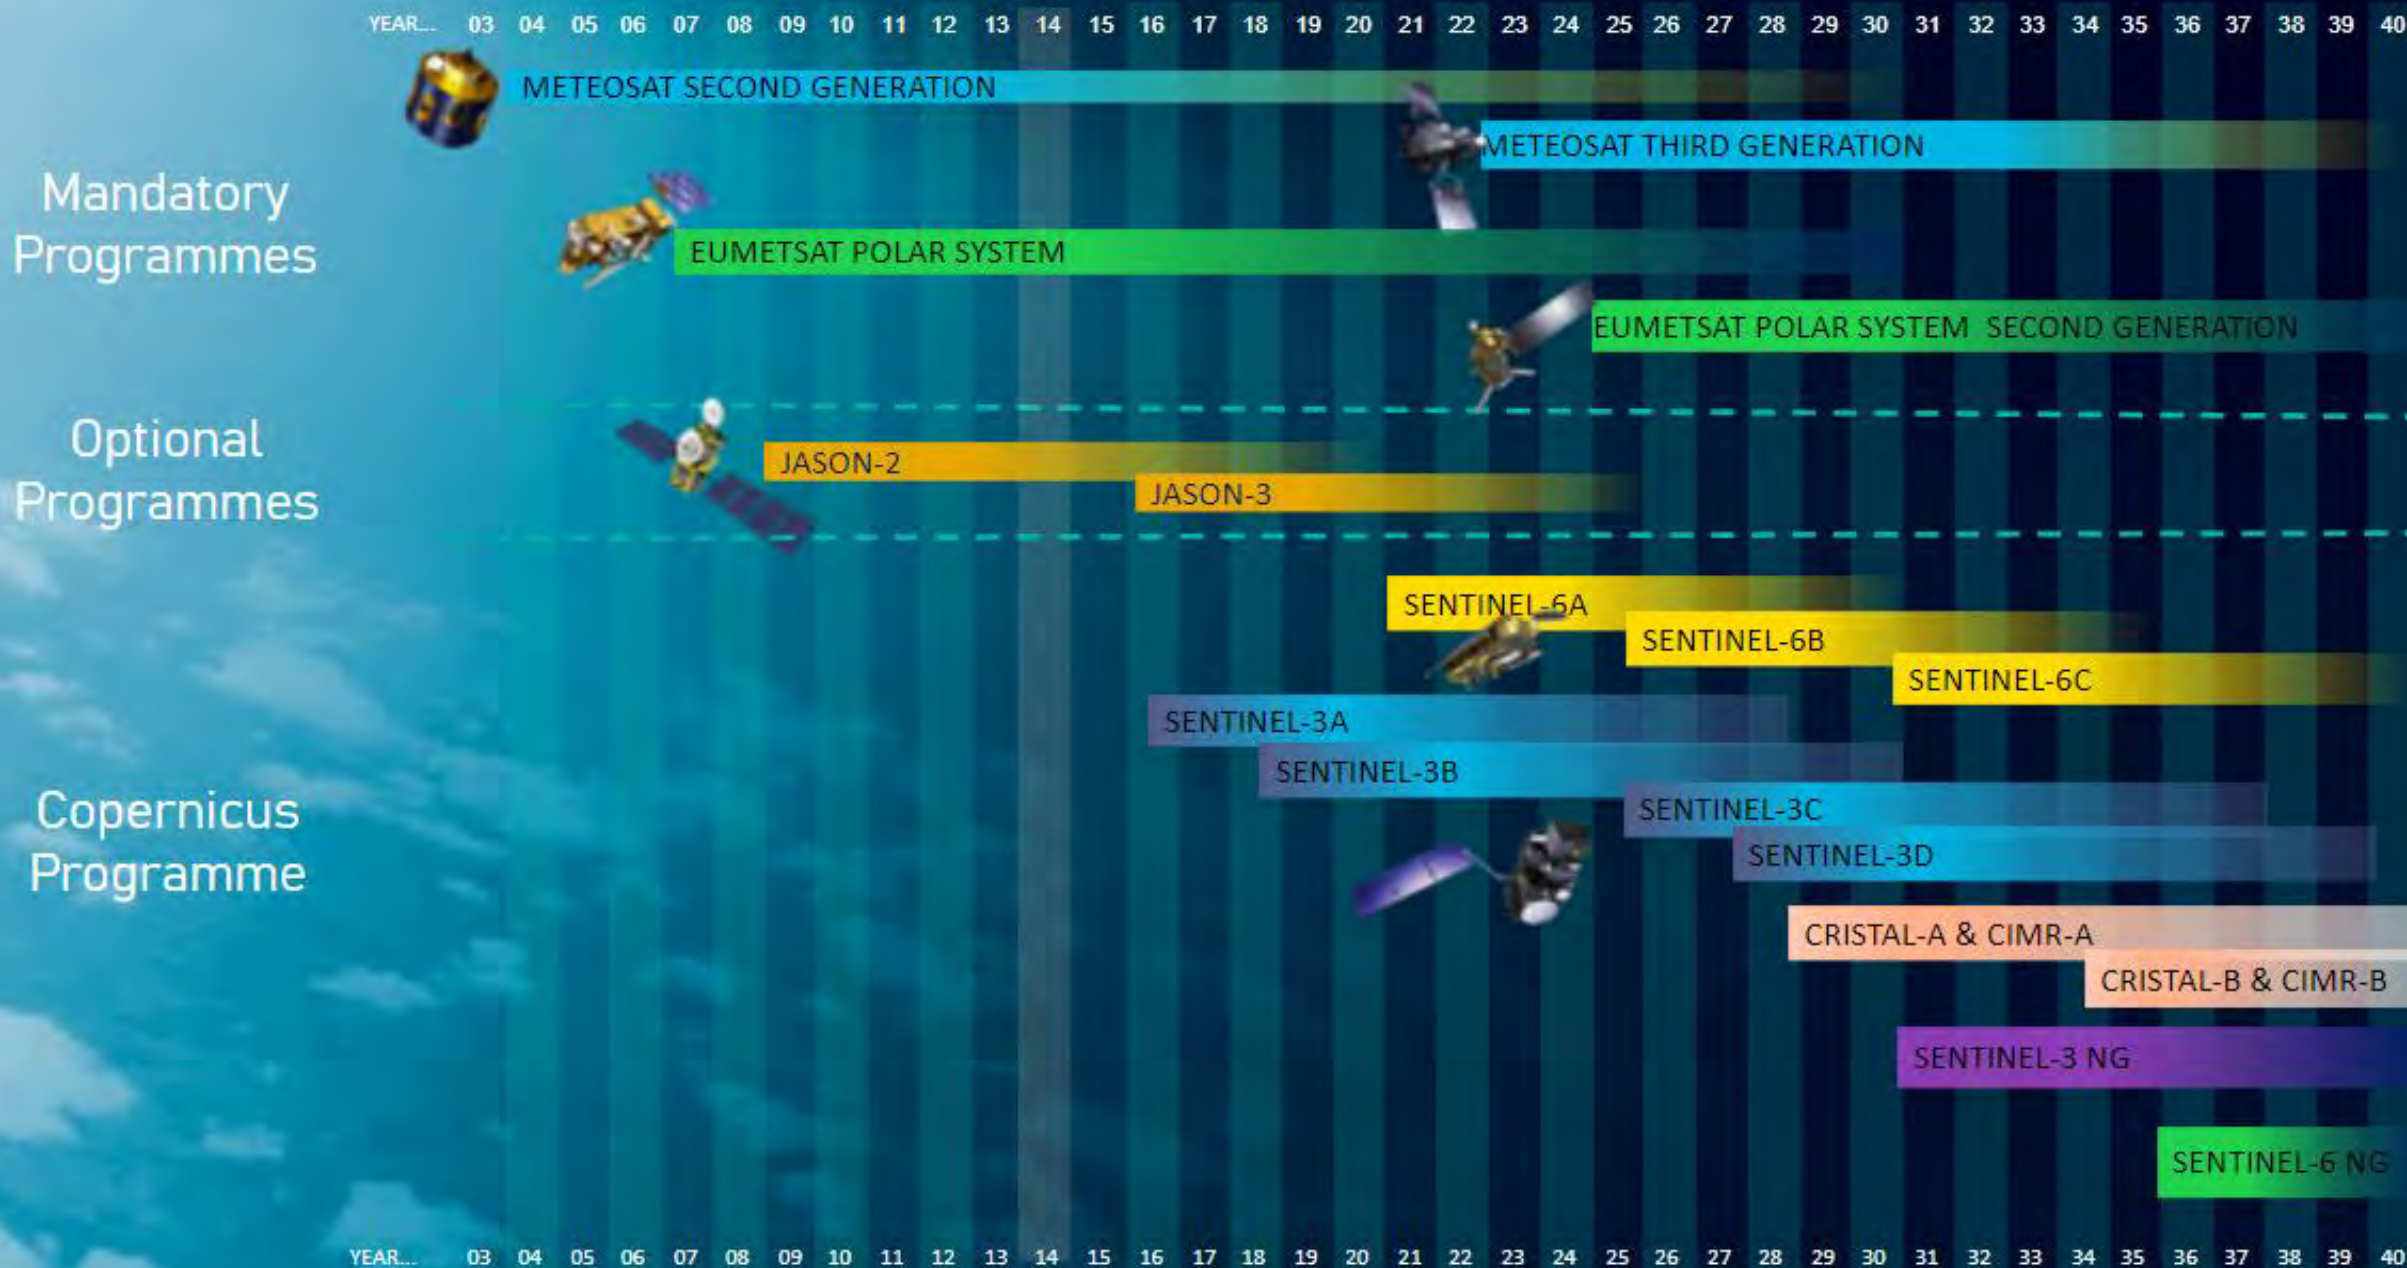 YEAR... 03 04 05 06 07 08 09 10 11 12 13 14 15 16 17 18 19 20 21 22 23 24 25 26 27 28 29 30 31 32 33 34 35 36 37 38 39 40
METEOSAT SECOND GENERATION
METEOSAT THIRD GENERATION
Mandatory
Programmes
EUMETSAT POLAR SYSTEM
EUMETSAT POLAR SYSTEM SECOND GENERATION
Optional
Programmes
JASON-2
JASON-3
SENTINEL-6A
SENTINEL-6B
SENTINEL-6C
SENTINEL-3A
SENTINEL-3B
Copernicus
Programme
SENTINEL-3C
SENTINEL-3D
CRISTAL-A & CIMR-A
CRISTAL-B & CIMR-B
SENTINEL-3 NG
SENTINEL-6 NG
YEAR... 03 04 05 06 07 08 09 10 11 12 13 14 15 16 17 18 19 20 21 22 23 24 25 26 27 28 29 30 31 32 33 34 35 36 37 38 39 40